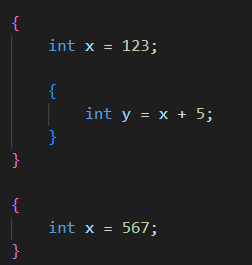 {
    int x = 123;

    {
        int y = x + 5;
    }
}

{
    int x = 567;
}